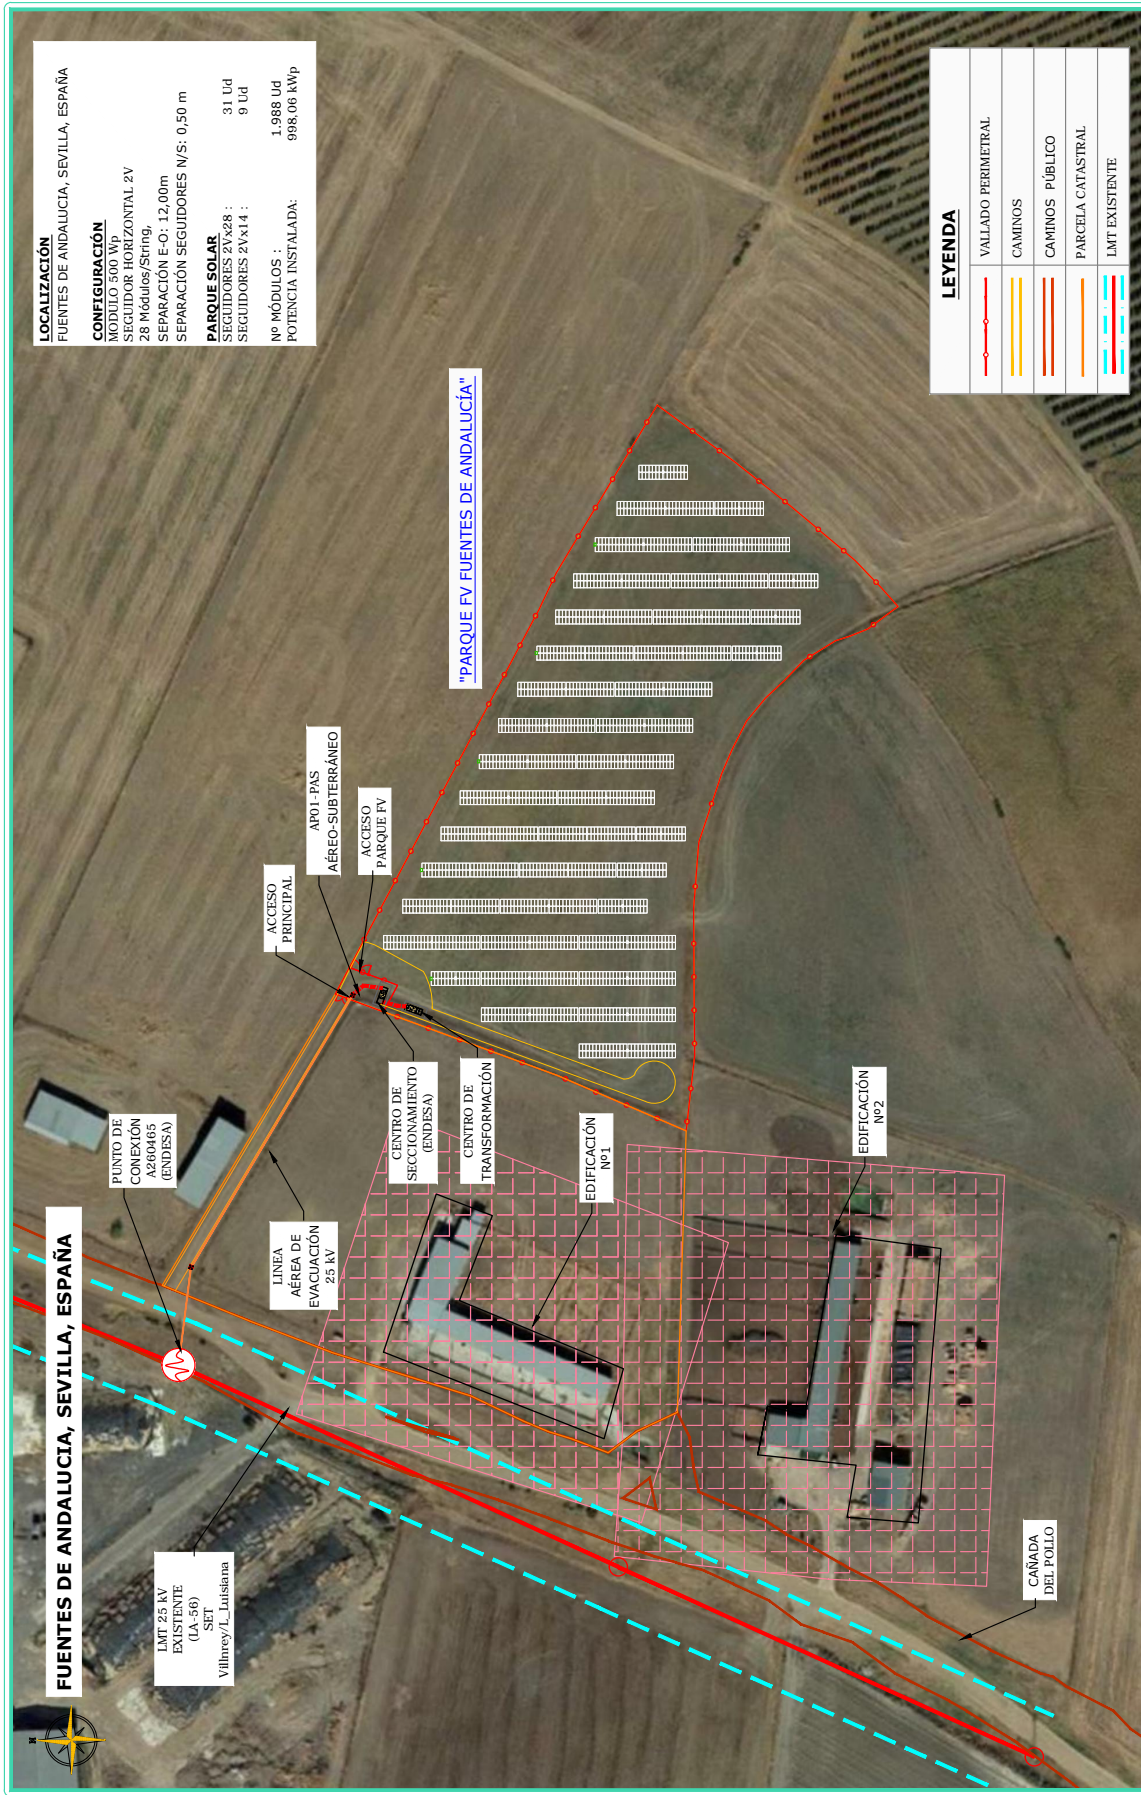 FUENTES DE ANDALUCIA, SEVILLA, ESPAÑA
LOCALIZACIÓN
FUENTES DE ANDALUCIA, SEVILLA, ESPAÑA
CONFIGURACIÓN
MODULO 500 Wp
SEGUIDOR HORIZONTAL 2V
28 Módulos/String,
SEPARACIÓN E-O: 12,00m
SEPARACIÓN SEGUIDORES N/S: 0,50 m
PARQUE SOLAR
SEGUIDORES 2Vx28 : 31 Ud
SEGUIDORES 2Vx14 : 9 Ud
Nº MÓDULOS : 1.988 Ud
POTENCIA INSTALADA: 998,06 kWp
"PARQUE FV FUENTES DE ANDALUCÍA"
LMT 25 kV
EXISTENTE
(LA-56)
SET
Villnrey/L_Luisiana
PUNTO DE
CONEXIÓN
A260465
(ENDESA)
LINEA
AÉREA DE
EVACUACIÓN
25 kV
ACCESO
PRINCIPAL
AP01-PAS
AÉREO-SUBTERRÁNEO
ACCESO
PARQUE FV
CENTRO DE
SECCIONAMIENTO
(ENDESA)
CENTRO DE
TRANSFORMACIÓN
EDIFICACIÓN
Nº1
EDIFICACIÓN
Nº2
CAÑADA
DEL POLLO
LEYENDA
VALLADO PERIMETRAL
CAMINOS
CAMINOS PÚBLICO
PARCELA CATASTRAL
LMT EXISTENTE
N